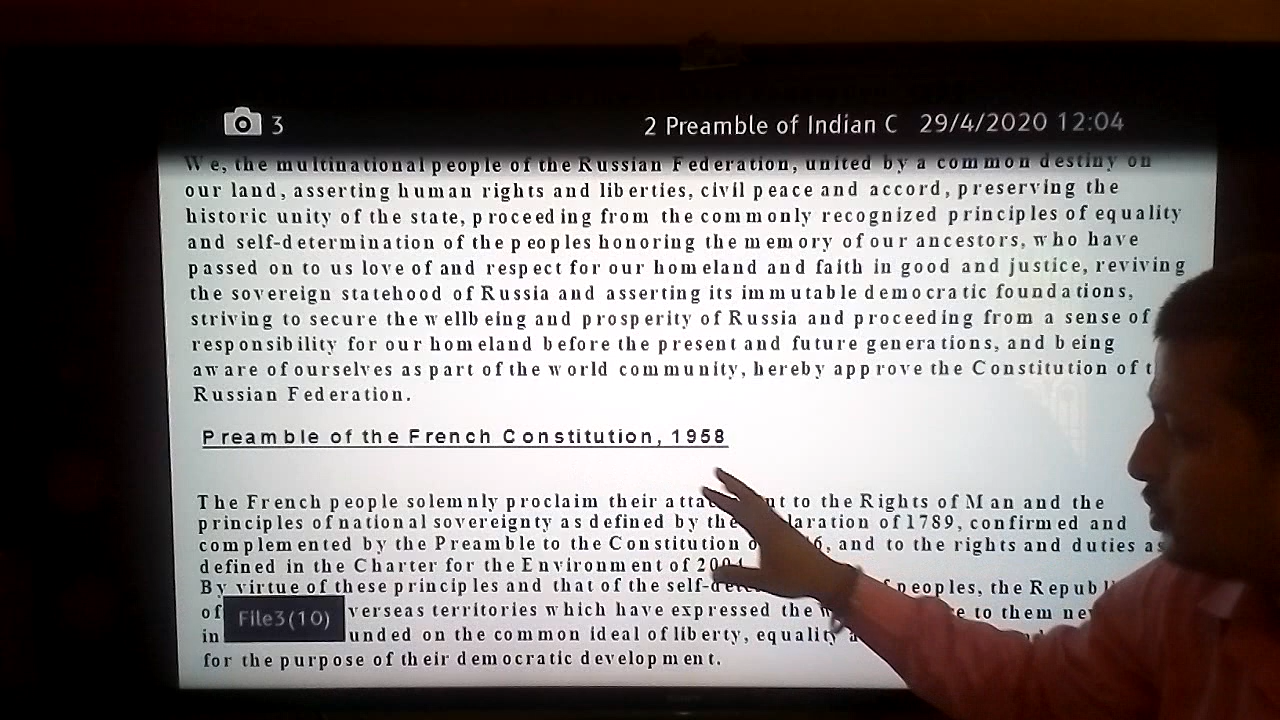 3
2 Preamble of Indian C 29/4/2020 12:04
We, the multinational people of the Russian Federation, united by a common destiny on
our land, asserting human rights and liberties, civil peace and accord, preserving the
historic unity of the state, proceeding from the commonly recognized principles of equality
and self-determination of the peoples honoring the memory of our ancestors, who have
passed on to us love of and respect for our homeland and faith in good and justice, reviving
the sovereign statehood of Russia and asserting its immutable democratic foundations,
striving to secure the wellbeing and prosperity of Russia and proceeding from a sense of
responsibility for our homeland before the present and future generations, and being
aware of ourselves as part of the world community, hereby approve the Constitution of
Russian Federation.
Preamble of the French Constitution, 1958
The French people solemnly proclaim their to the Rights of Man and the
principles of national sovereignty as defined by the of 1789, confirmed and
complemented by the Preamble to the Constitution and to the rights and duties as
defined in the Charter for the Environment of
By virtue of these principles and that of the peoples, the
of territories which have expressed the to them
in on the common ideal of liberty, equality
for the purpose of their democratic development.
File3(10)